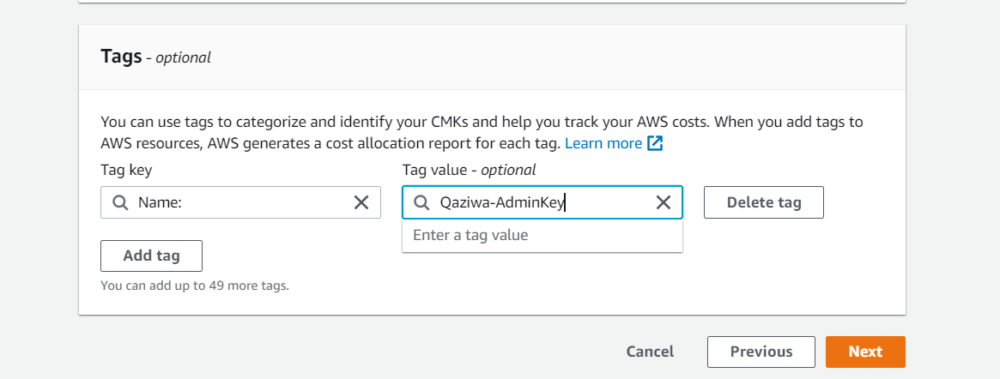 Tags - optional
You can use tags to categorize and identify your CMKs and help you track your AWS costs. When you add tags to
AWS resources, AWS generates a cost allocation report for each tag. Learn more
Tag key
Tag value - optional
Name:
Qaziwa-AdminKey
Delete tag
Enter a tag value
Add tag
You can add up to 49 more tags.
Cancel
Previous
Next